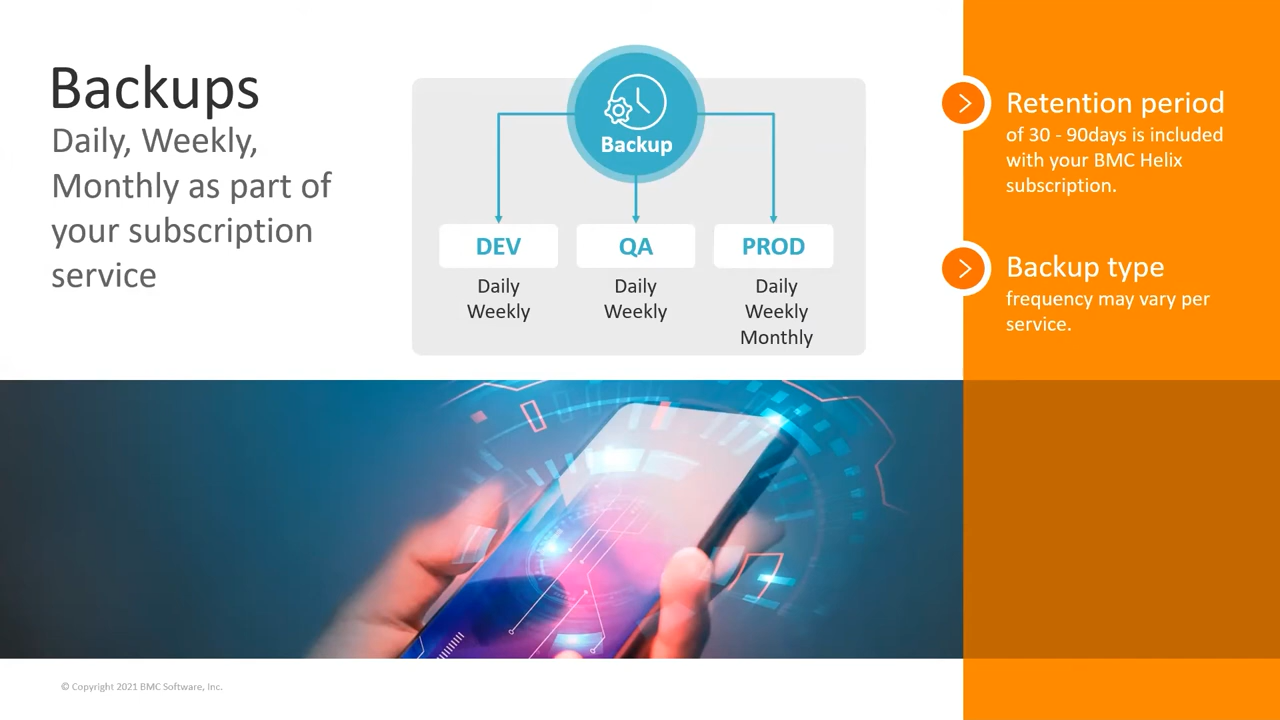 Backups
Daily, Weekly,
Monthly as part of
your subscription
service
Backup
DEV
Daily
Weekly
QA
Daily
Weekly
PROD
Daily
Weekly
Monthly
Retention period
of 30 - 90days is included
with your BMC Helix
subscription.
Backup type
frequency may vary per
service.
© Copyright 2021 BMC Software, Inc.